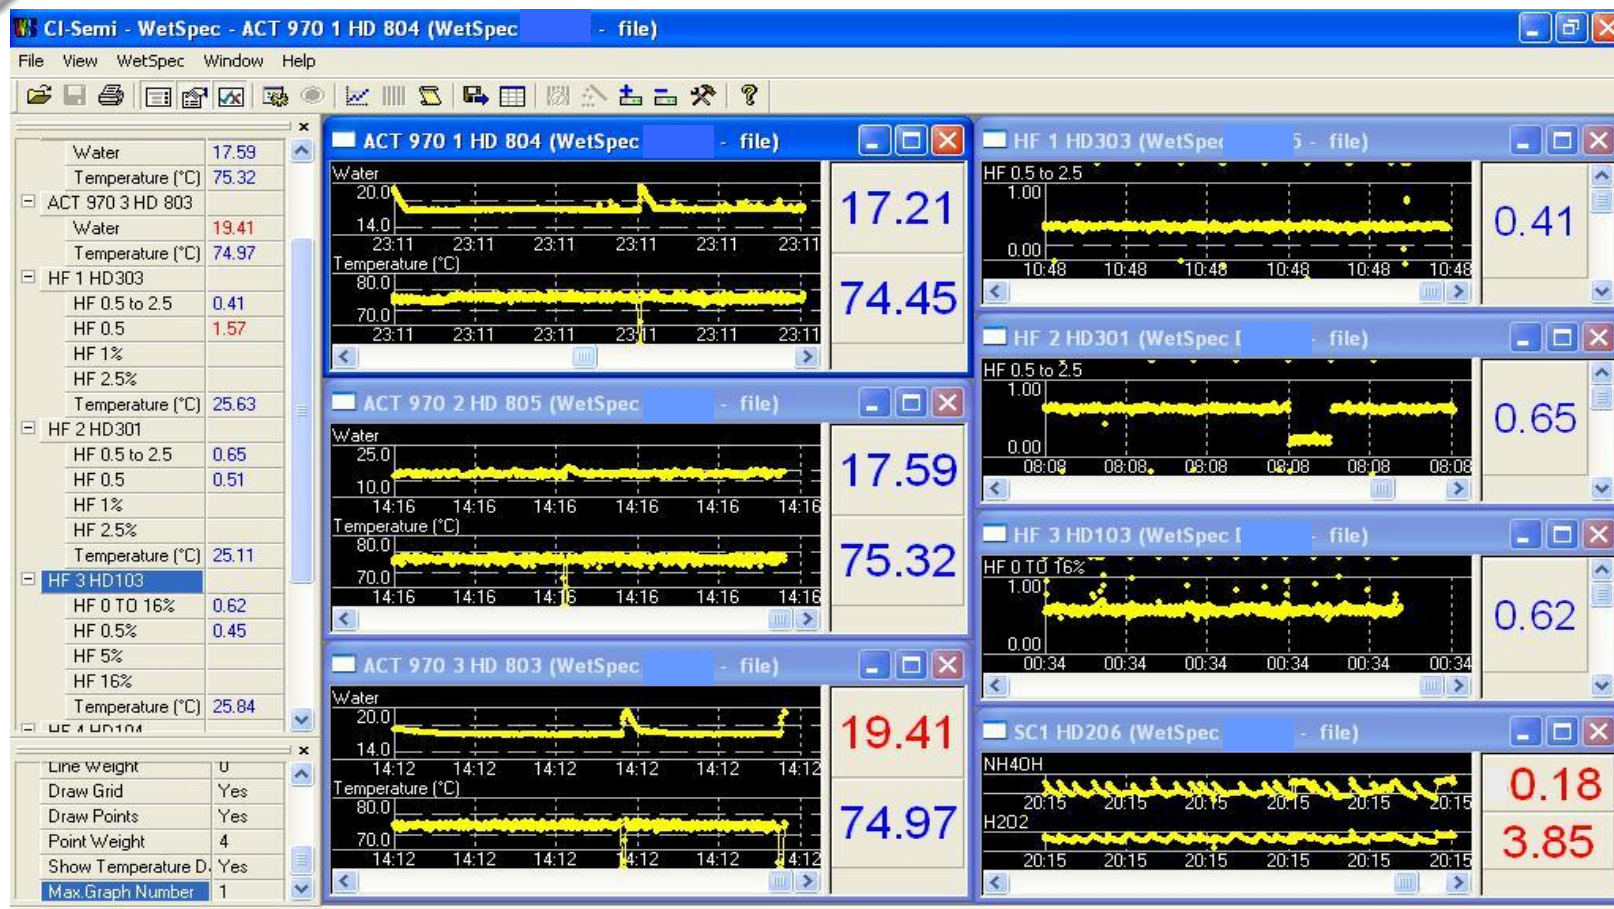 CI-Semi - WetSpec - ACT 970 1 HD 804 (WetSpec - file)
File View WetSpec Window Help
Water 17.59
Temperature (°C) 75.32
ACT 970 3 HD 803
Water 19.41
Temperature (°C) 74.97
HF 1 HD303
HF 0.5 to 2.5 0.41
HF 0.5 1.57
HF 1%
HF 2.5%
Temperature (°C) 25.63
HF 2 HD301
HF 0.5 to 2.5 0.65
HF 0.5 0.51
HF 1%
HF 2.5%
Temperature (°C) 25.11
HF 3 HD103
HF 0 TO 16% 0.62
HF 0.5% 0.45
HF 5%
HF 16%
Temperature (°C) 25.84
HF 4 HD104
Line Weight 0
Draw Grid Yes
Draw Points Yes
Point Weight 4
Show Temperature D. Yes
Max.Graph Number 1
ACT 970 1 HD 804 (WetSpec - file)
Water
20.0
14.0
23:11 23:11 23:11 23:11 23:11 23:11
17.21
Temperature (°C)
80.0
70.0
23:11 23:11 23:11 23:11 23:11 23:11
74.45
ACT 970 2 HD 805 (WetSpec - file)
Water
25.0
10.0
14:16 14:16 14:16 14:16 14:16 14:16
17.59
Temperature (°C)
80.0
70.0
14:16 14:16 14:16 14:16 14:16 14:16
75.32
ACT 970 3 HD 803 (WetSpec - file)
Water
20.0
14.0
14:12 14:12 14:12 14:12 14:12 14:12
19.41
Temperature (°C)
80.0
70.0
14:12 14:12 14:12 14:12 14:12 14:12
74.97
HF 1 HD303 (WetSpec 5 - file)
HF 0.5 to 2.5
1.00
0.00
10:48 10:48 10:48 10:48 10:48 10:48
0.41
HF 2 HD301 (WetSpec - file)
HF 0.5 to 2.5
1.00
0.00
08:08 08:08 08:08 08:08 08:08 08:08
0.65
HF 3 HD103 (WetSpec - file)
HF 0 TO 16%
1.00
0.00
00:34 00:34 00:34 00:34 00:34 00:34
0.62
SC1 HD206 (WetSpec - file)
NH4OH
20:15 20:15 20:15 20:15 20:15 20:15
0.18
H2O2
20:15 20:15 20:15 20:15 20:15 20:15
3.85